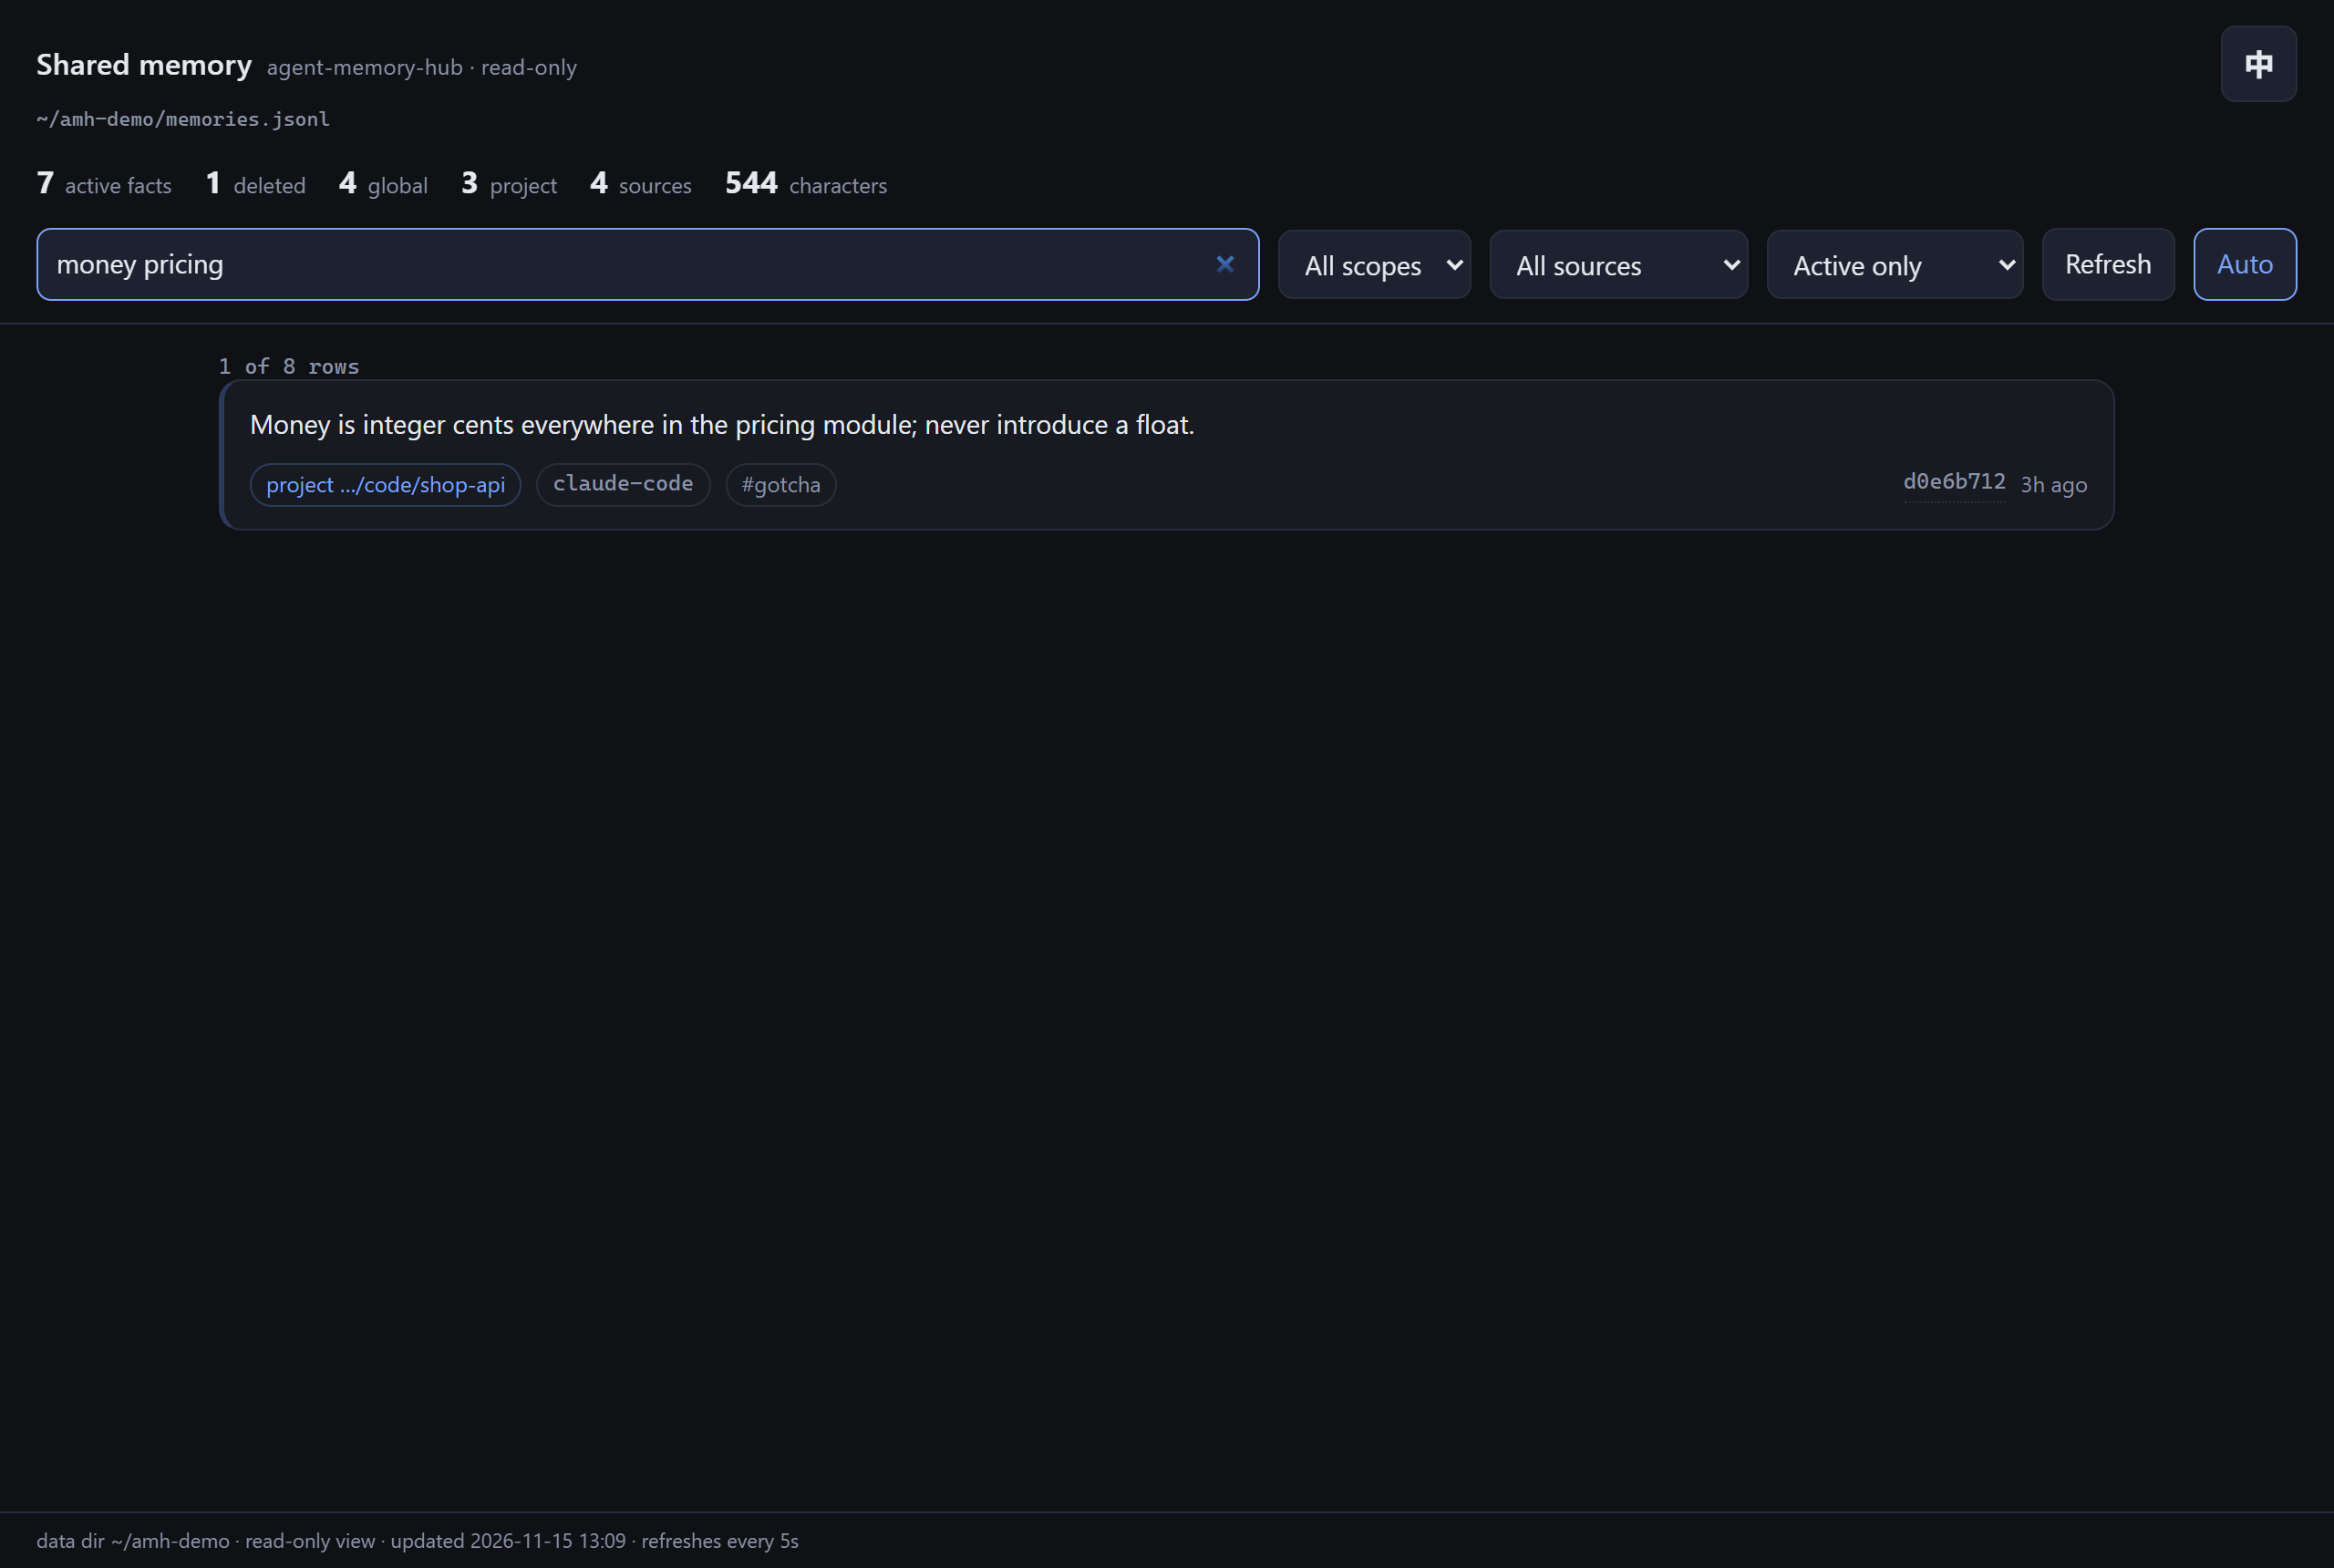 Shared memory agent-memory-hub · read-only
中
~/amh-demo/memories.jsonl
7 active facts 1 deleted 4 global 3 project 4 sources 544 characters
money pricing × All scopes All sources Active only Refresh Auto
1 of 8 rows
Money is integer cents everywhere in the pricing module; never introduce a float.
project …/code/shop-api claude-code #gotcha d0e6b712 3h ago
data dir ~/amh-demo · read-only view · updated 2026-11-15 13:09 · refreshes every 5s